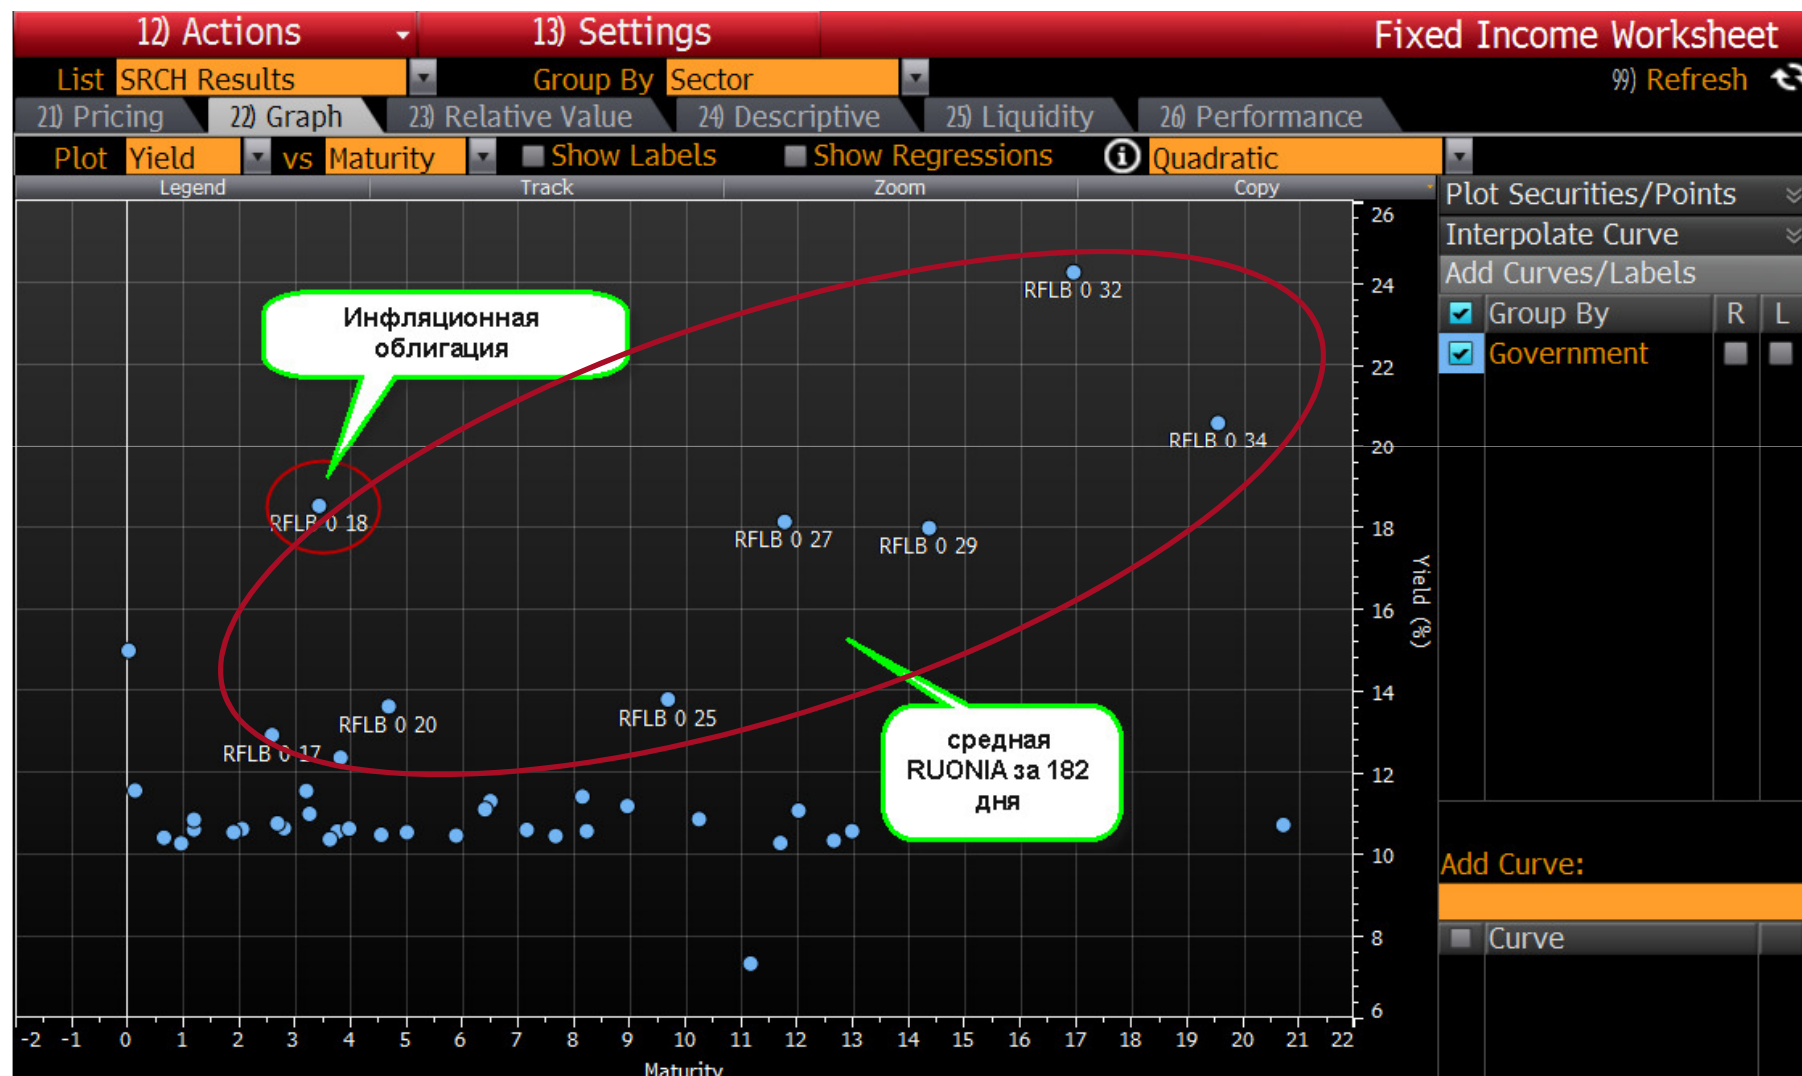 12) Actions 13) Settings Fixed Income Worksheet
List SRCH Results Group By Sector 99) Refresh
21) Pricing 22) Graph 23) Relative Value 24) Descriptive 25) Liquidity 26) Performance
Plot Yield vs Maturity Show Labels Show Regressions Quadratic
Legend Track Zoom Copy
Plot Securities/Points
Interpolate Curve
Add Curves/Labels
Group By R L
Government
Add Curve:
Curve
26
24
22
20
18
16
14
12
10
8
6
Yield (%)
RFLB 0 32
Инфляционная
облигация
RFLB 0 34
RFLB 0 18
RFLB 0 27
RFLB 0 29
RFLB 0 25
RFLB 0 20
RFLB 0 17
средная
RUONIA за 182
дня
-2 -1 0 1 2 3 4 5 6 7 8 9 10 11 12 13 14 15 16 17 18 19 20 21 22
Maturity